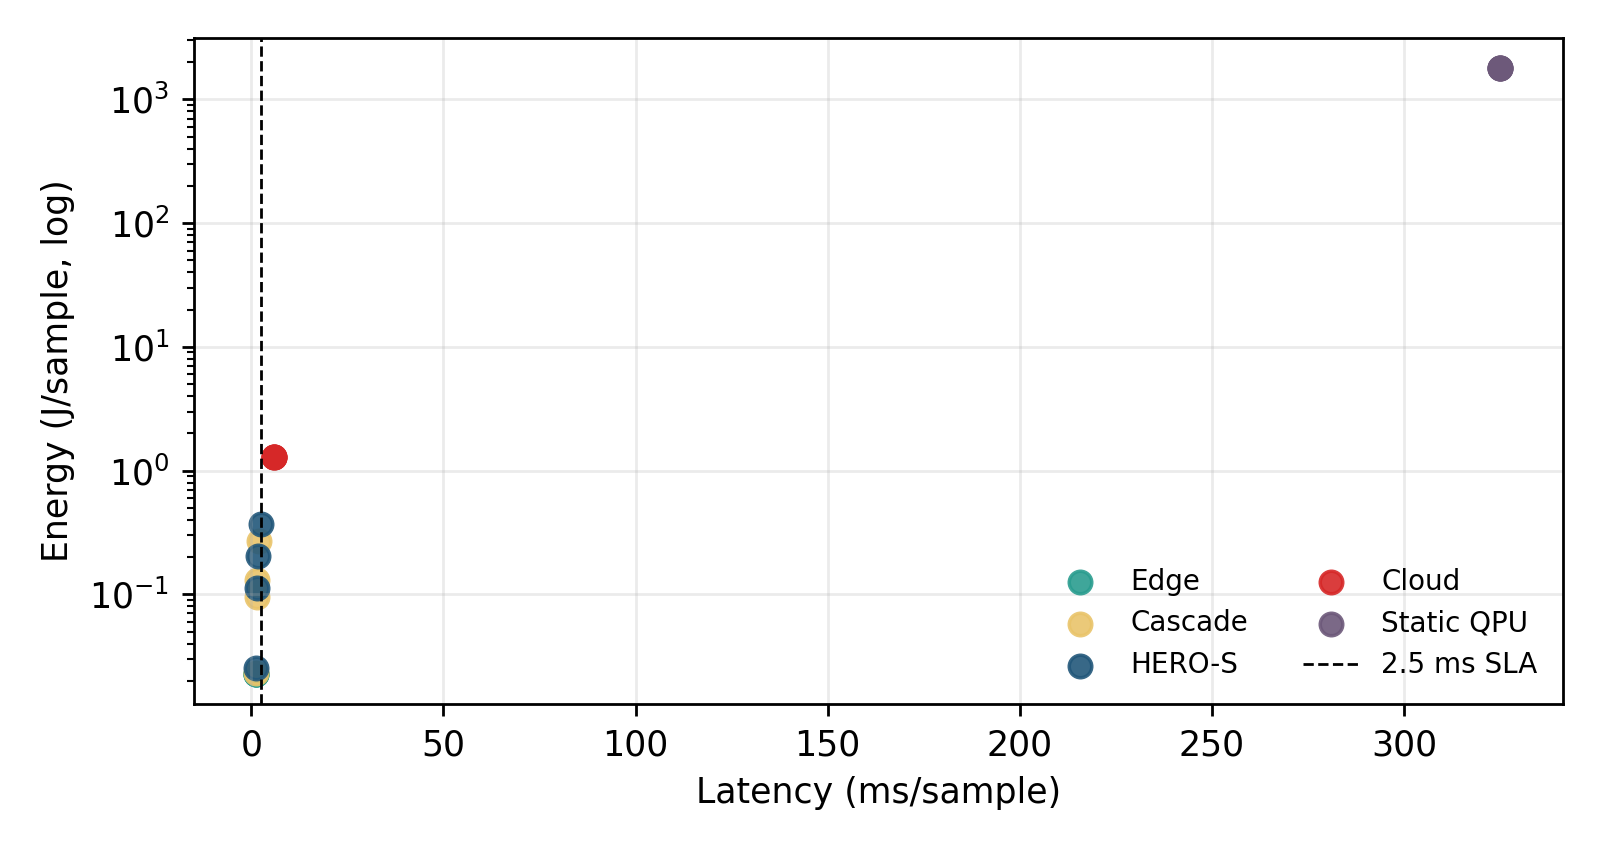 Energy (J/sample, log)
10³
10²
10¹
10⁰
10⁻¹
Edge
Cascade
HERO-S
Cloud
Static QPU
2.5 ms SLA
0 50 100 150 200 250 300
Latency (ms/sample)